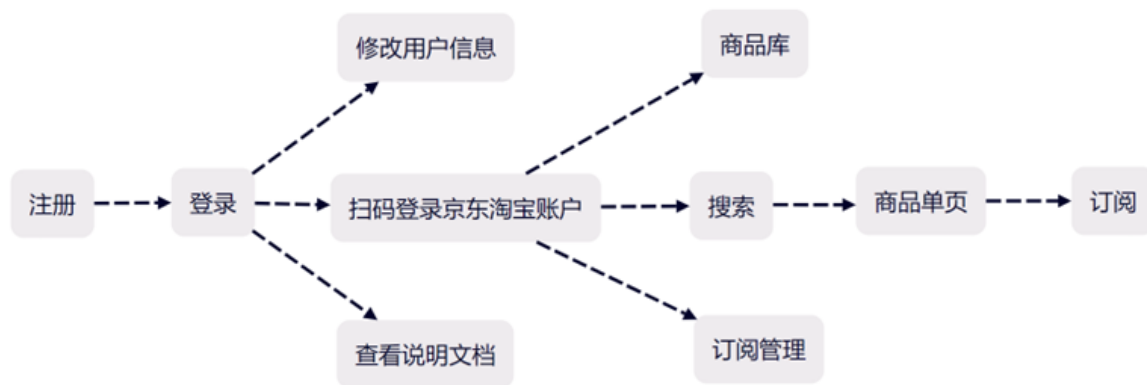 修改用户信息
商品库
注册
登录
扫码登录京东淘宝账户
搜索
商品单页
订阅
查看说明文档
订阅管理